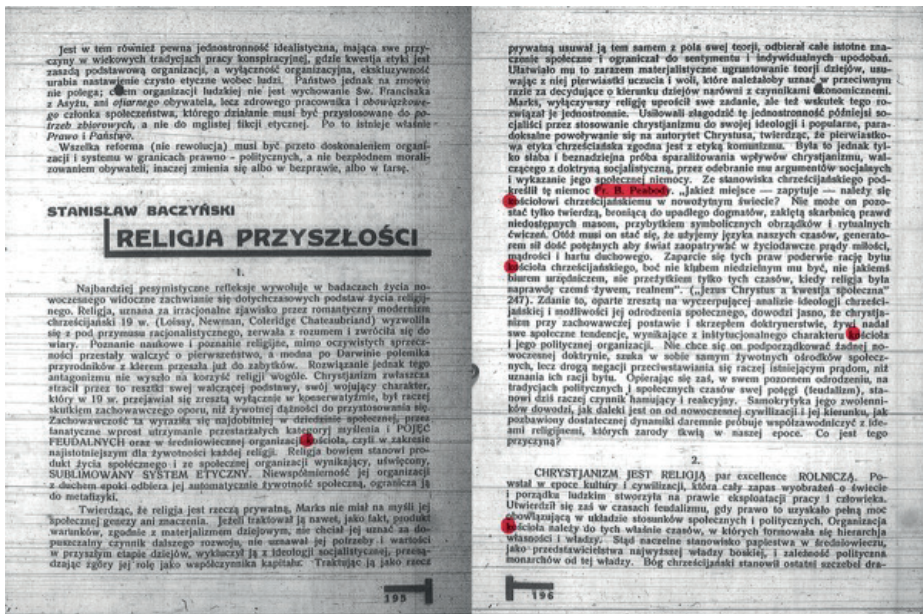 Jest w tem również pewna jednostronność idealistyczna, mająca swe przy-
czyny w wiekowych tradycjach pracy konspiracyjnej, gdzie kwestja etyki jest
zasadą podstawową organizacji, a wyłączność organizacyjna, ekskluzywność
urabia nastawienie czysto etyczne wobec ludzi. Państwo jednak na zmowie
nie polega; celem organizacji ludzkiej nie jest wychowanie Św. Franciszka
z Asyżu, ani ofiarnego obywatela, lecz zdrowego pracownika i obowiązkowe-
go członka społeczeństwa, którego działanie musi być przystosowane do po-
trzeb zbiorowych, a nie do mglistej fikcji etycznej. Po to istnieje właśnie
Prawo i Państwo.
Wszelka reforma (nie rewolucja) musi być przeto doskonaleniem organi-
zacji i systemu w granicach prawno-politycznych, a nie bezpłodnem morali-
zowaniem obywateli, inaczej zmienia się albo w bezprawie, albo w farsę.
STANISŁAW BACZYŃSKI
RELIGJA PRZYSZŁOŚCI
1.
Najbardziej pesymistyczne refleksje wywołuje w badaczach życia no-
woczesnego widoczne zachwianie się dotychczasowych podstaw życia religij-
nego. Religja, uznana za irracjonalne zjawisko przez romantyczny modernizm
chrześcijański 19 w. (Loissy, Newman, Coleridge Chateaubriand) wyzwoliła
się z pod przymusu racjonalistycznego, zerwała z rozumem i zwróciła się do
wiary. Poznanie naukowe i poznanie religijne, mimo oczywistych sprzecz-
ności przestały walczyć o pierwszeństwo, a modna po Darwinie polemika
przyrodników z klerem przeszła już do zabytków. Rozwiązanie jednak tego
antagonizmu nie wyszło na korzyść religji wogóle. Chrystjanizm zwłaszcza
stracił przez to resztki swej walczącej podstawy, swój wojujący charakter,
który w 19 w. przejawiał się zresztą wyłącznie w konserwatyźmie, był raczej
skutkiem zachowawczego oporu, niż żywotnej dążności do przystosowania się.
Zachowawczość ta wyraziła się najdobitniej w dziedzinie społecznej, przez
fanatyczne wprost utrzymanie przestarzałych kategoryj myślenia i POJĘĆ
FEUDALNYCH oraz w średniowiecznej organizacji kościoła, czyli w zakresie
najistotniejszym dla żywotności każdej religji. Religja bowiem stanowi pro-
dukt życia społecznego i ze społecznej organizacji wynikający, uświęcony,
SUBLIMOWANY SYSTEM ETYCZNY. Niewspółmierność jej organizacji
z duchem epoki odbiera jej automatycznie żywotność społeczną, ogranicza ją
do metafizyki.
Twierdząc, że religja jest rzeczą prywatną, Marks nie miał na myśli jej
społecznej genezy ani znaczenia. Jeżeli traktował ją nawet, jako fakt, produkt
warunków, zgodnie z materjalizmem dziejowym, nie chciał jej uznać za do-
puszczalny czynnik dalszego rozwoju, nie uznawał jej potrzeby i wartości
w przyszłym etapie dziejów, wykluczył ją z ideologji socjalistycznej, przesą-
dzając zgóry jej rolę jako współczynnika kapitału. Traktując ją jako rzecz
195
prywatną usuwał ją tem samem z pola swej teorji, odbierał całe istotne zna-
czenie społeczne i ograniczał do sentymentu i indywidualnych upodobań.
Ułatwiało mu to zarazem materjalistyczne ugruntowanie teorji dziejów, usu-
wając z niej pierwiastki uczucia i woli, które należałoby uznać w przeciwnym
razie za decydujące o kierunku dziejów narówni z czynnikami ekonomicznemi.
Marks, wyłączywszy religję uprościł swe zadanie, ale też wskutek tego ro-
związał je jednostronnie. Usiłowali złagodzić tę jednostronność późniejsi so-
cjaliści przez stosowanie chrystjanizmu do swojej ideologji i popularne, para-
doksalne powoływanie się na autorytet Chrystusa, twierdząc, że pierwiastko-
wa etyka chrześcijańska zgodna jest z etyką komunizmu. Była to jednak tyl-
ko słaba i beznadziejna próba sparaliżowania wpływów chrystjanizmu, wal-
czącego z doktryną socjalistyczną, przez odebranie mu argumentów socjalnych
i wykazanie jego społecznej niemocy. Ze stanowiska chrześcijańskiego pod-
kreślił tę niemoc Fr. B. Peabody. „Jakież miejsce — zapytuje — należy się
kościołowi chrześcijańskiemu w nowożytnym świecie? Nie może on pozo-
stać tylko twierdzą, broniącą do upadłego dogmatów, zaklętą skarbnicą prawd
niedostępnych masom, przybytkiem symbolicznych obrządków i rytualnych
ćwiczeń. Otóż musi on stać się, że użyjemy języka naszych czasów, generato-
rem sił dość potężnych aby świat zaopatrywać w życiodawcze prądy miłości,
mądrości i hartu duchowego. Zaparcie się tych praw poderwie rację bytu
kościoła chrześcijańskiego, boć nie klubem niedzielnym mu być, nie jakiemś
biurem urzędniczem, nie przeżytkiem tylko tych czasów, kiedy religja była
naprawdę czemś żywem, realnem". („Jezus Chrystus a kwestja społeczna"
247). Zdanie to, oparte zresztą na wyczerpującej analizie ideologji chrześci-
jańskiej i możliwości jej odrodzenia społecznego, dowodzi jasno, że chrystja-
nizm przy zachowawczej postawie i skrzepłem doktrynerstwie, żywi nadal
swe społeczne tendencje, wynikające z instytucjonalnego charakteru kościoła
i jego politycznej organizacji. Nie chce się on podporządkować żadnej no-
woczesnej doktrynie, szuka w sobie samym żywotnych ośrodków społecz-
nych, lecz drogą negacji przeciwstawiania się raczej istniejącym prądom, niż
uznania ich racji bytu. Opierając się zaś, w swem pozornem odrodzeniu, na
tradycjach politycznych i społecznych czasów swej potęgi (feudalizm), sta-
nowi dziś raczej czynnik hamujący i reakcyjny. Samokrytyka jego zwolenni-
ków dowodzi, jak daleki jest on od nowoczesnej cywilizacji i jej kierunku, jak
pozbawiony dostatecznej dynamiki daremnie próbuje współzawodniczyć z ide-
ami religijnemi, których zarody tkwią w naszej epoce. Co jest tego
przyczyną?
2.
CHRYSTJANIZM JEST RELIGJĄ par excellence ROLNICZĄ. Po-
wstał w epoce kultury i cywilizacji, która cały zapas wyobrażeń o świecie
i porządku ludzkim stworzyła na prawie eksploatacji pracy i człowieka.
Utwierdził się zaś w czasach feudalizmu, gdy prawo to uzyskało pełną moc
obowiązującą w układzie stosunków społecznych i politycznych. Organizacja
kościoła należy do tych właśnie czasów, w których formowała się hierarchja
własności i władzy. Stąd naczelne stanowisko papiestwa w średniowieczu,
jako przedstawicielstwa najwyższej władzy boskiej, i zależność polityczna
monarchów od tej władzy. Bóg chrześcijański stanowił ostatni szczebel dra-
196